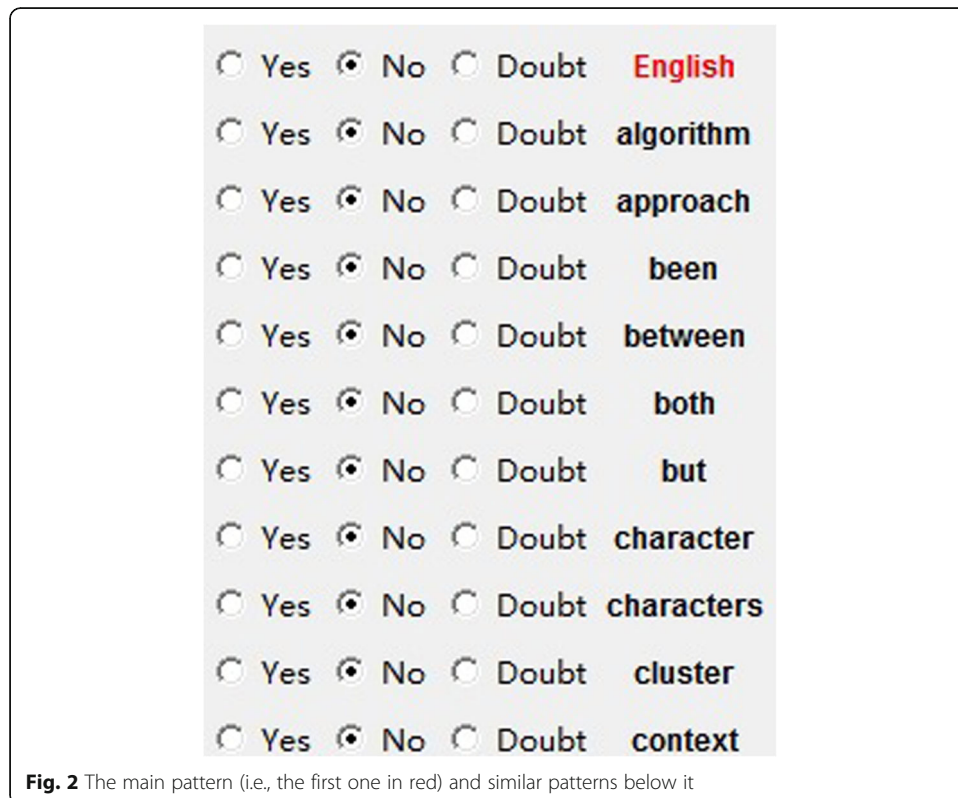 Yes No Doubt English
Yes No Doubt algorithm
Yes No Doubt approach
Yes No Doubt been
Yes No Doubt between
Yes No Doubt both
Yes No Doubt but
Yes No Doubt character
Yes No Doubt characters
Yes No Doubt cluster
Yes No Doubt context
Fig. 2 The main pattern (i.e., the first one in red) and similar patterns below it